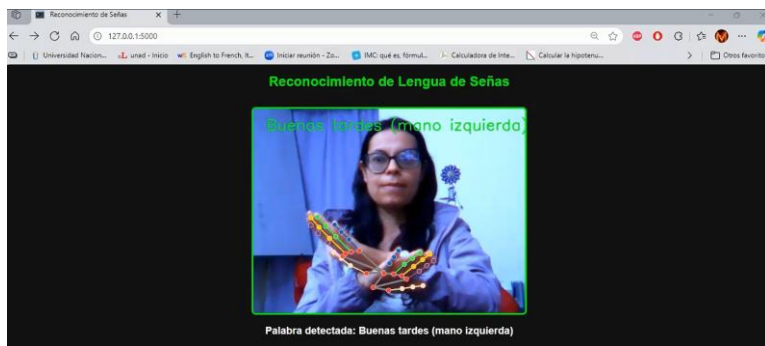 Reconocimiento de Señas
127.0.0.1:5000
Universidad Nacion... unad - Inicio English to French, It... Iniciar reunión - Zo... IMC: qué es, fórmul... Calculadora de Inte... Calcular la hipotenu... Otros favorito
Reconocimiento de Lengua de Señas
Buenas tardes (mano izquierda)
Palabra detectada: Buenas tardes (mano izquierda)